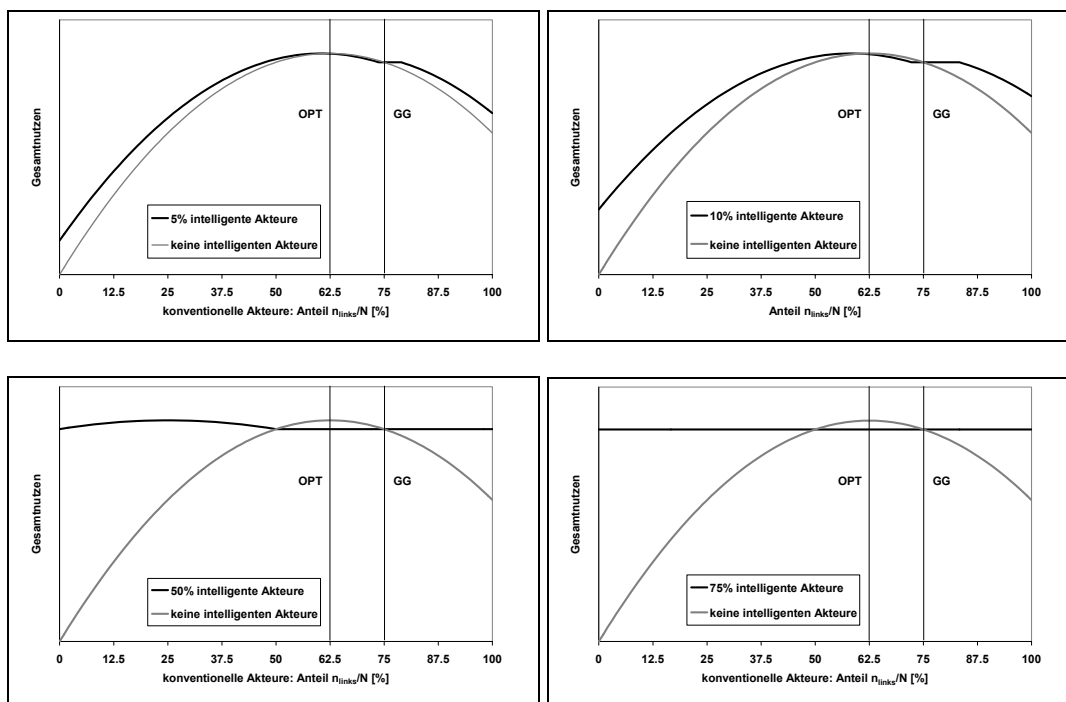 Gesamtnutzen
OPT
GG
5% intelligente Akteure
keine intelligenten Akteure
0 12.5 25 37.5 50 62.5 75 87.5 100
konventionelle Akteure: Anteil nlinks/N [%]
Gesamtnutzen
OPT
GG
10% intelligente Akteure
keine intelligenten Akteure
0 12.5 25 37.5 50 62.5 75 87.5 100
Anteil nlinks/N [%]
Gesamtnutzen
OPT
GG
50% intelligente Akteure
keine intelligenten Akteure
0 12.5 25 37.5 50 62.5 75 87.5 100
konventionelle Akteure: Anteil nlinks/N [%]
Gesamtnutzen
OPT
GG
75% intelligente Akteure
keine intelligenten Akteure
0 12.5 25 37.5 50 62.5 75 87.5 100
konventionelle Akteure: Anteil nlinks/N [%]